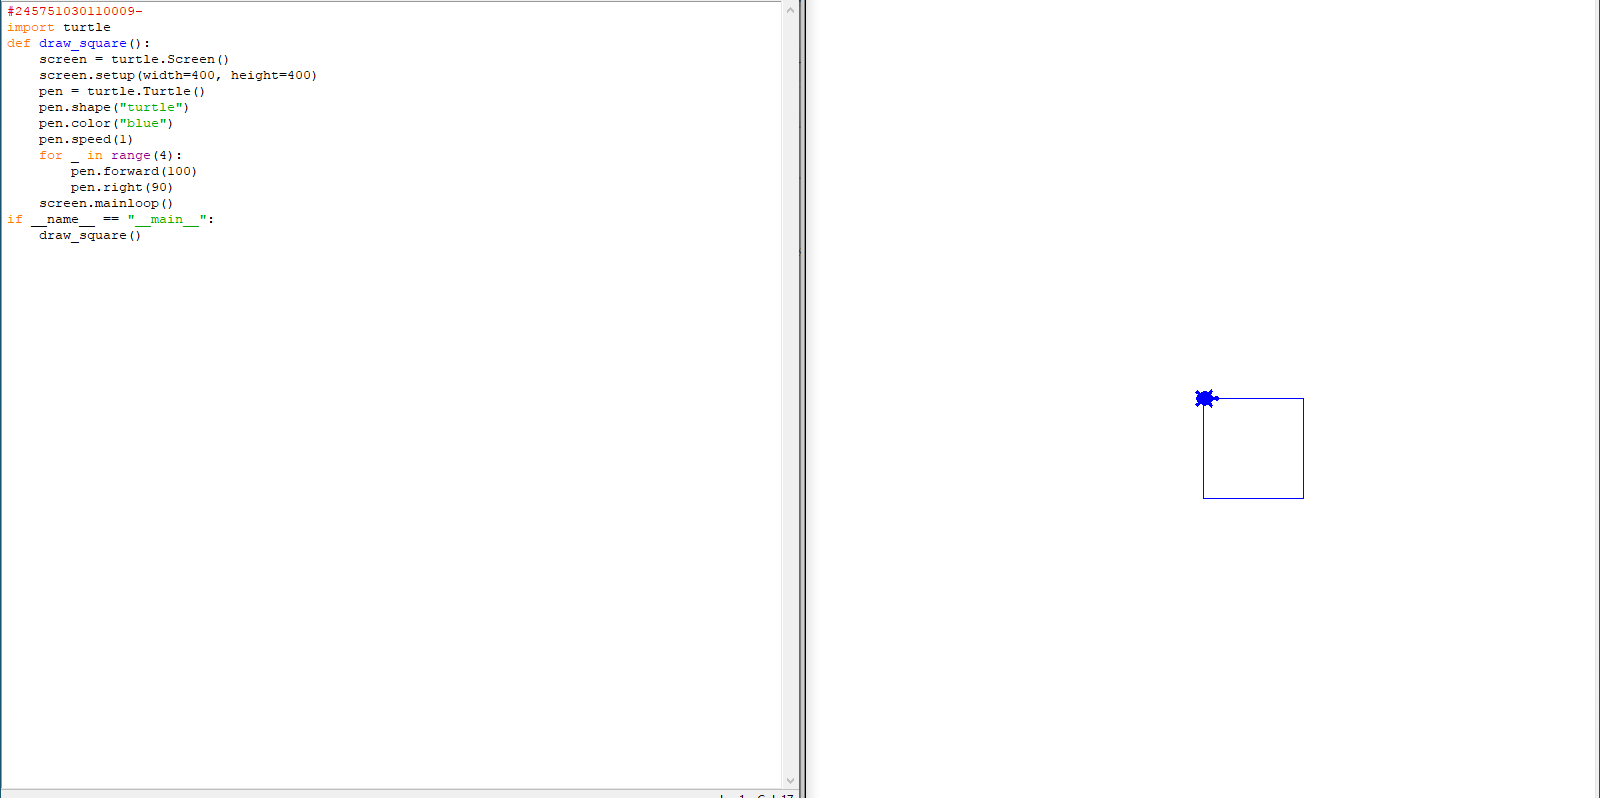 #245751030110009-
import turtle
def draw_square():
    screen = turtle.Screen()
    screen.setup(width=400, height=400)
    pen = turtle.Turtle()
    pen.shape("turtle")
    pen.color("blue")
    pen.speed(1)
    for _ in range(4):
        pen.forward(100)
        pen.right(90)
    screen.mainloop()
if __name__ == "__main__":
    draw_square()